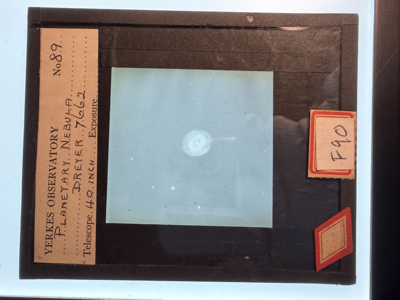 YERKES OBSERVATORY
No 89
PLANETARY NEBULA
DREYER 7662
Telescope 40 INCH Exposure
F90